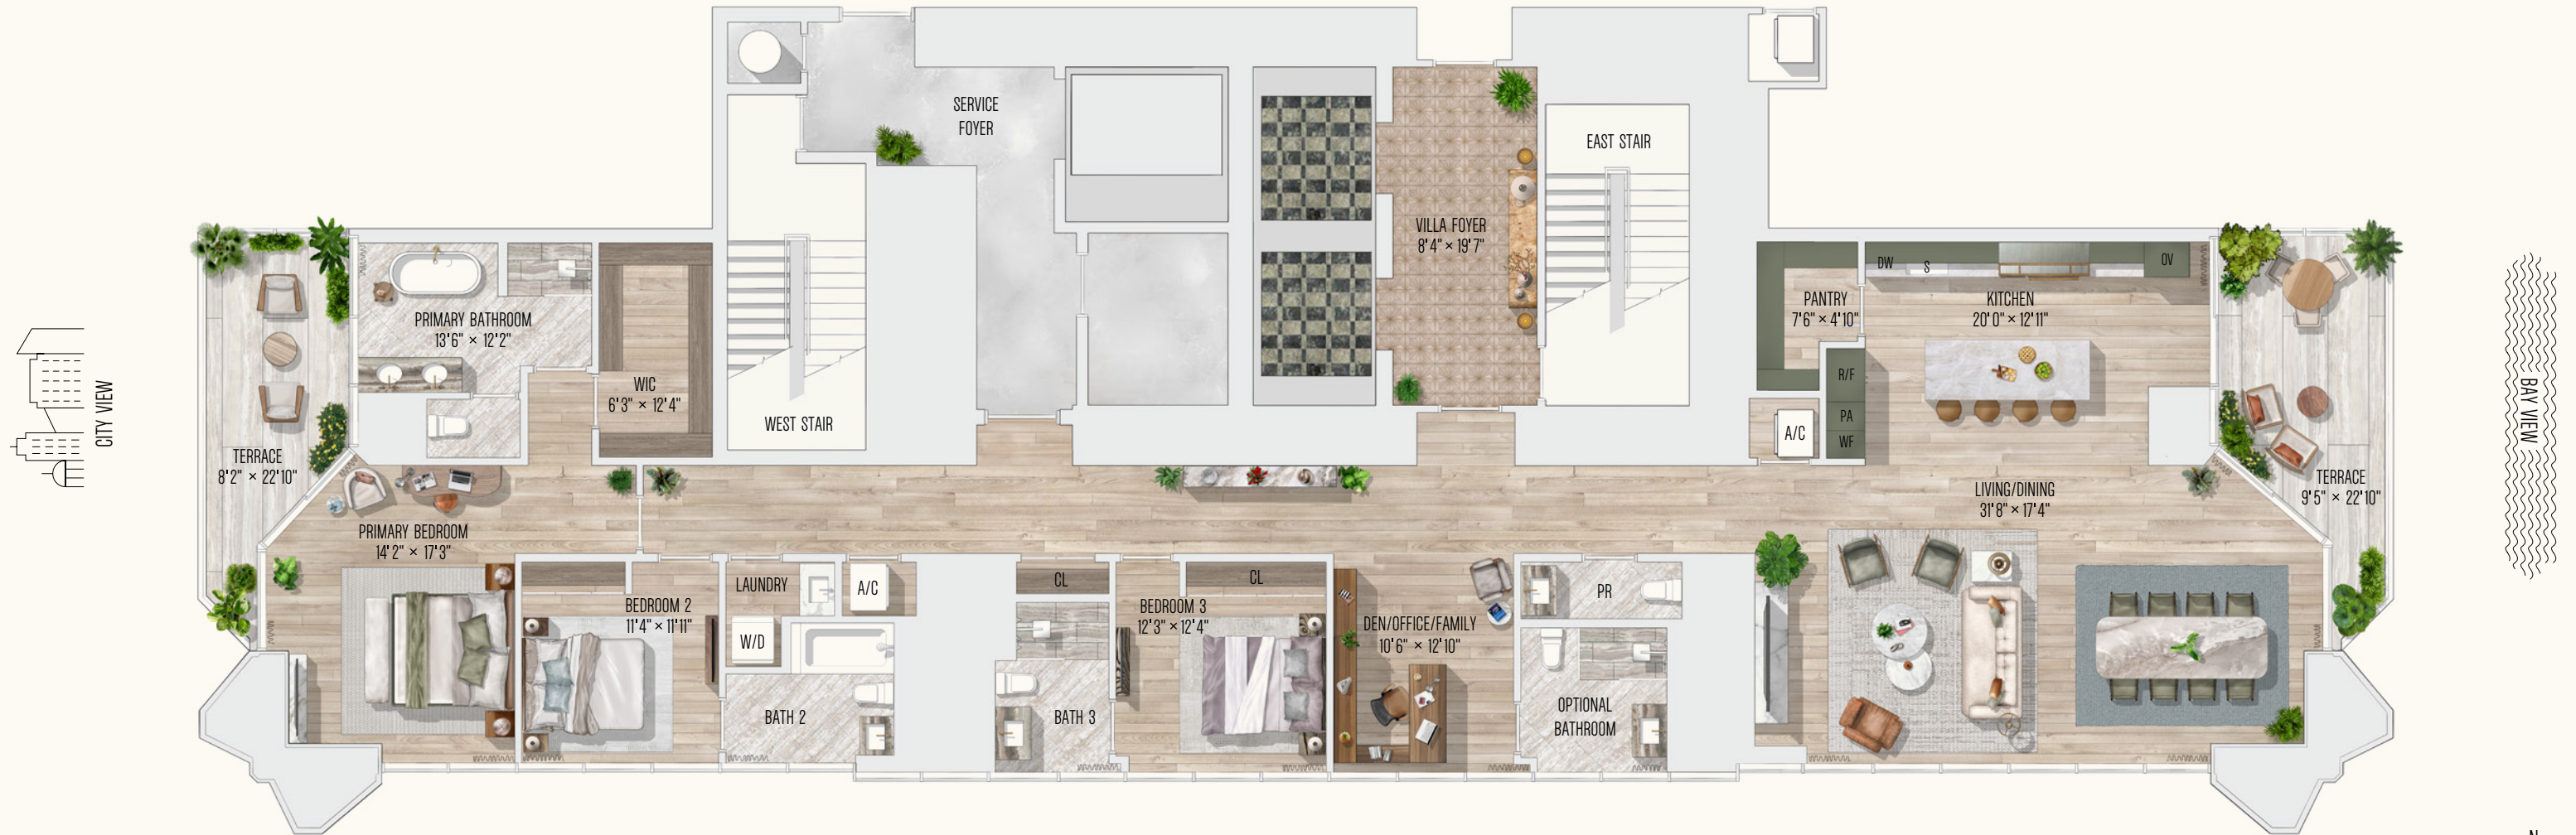 SERVICE
FOYER
EAST STAIR
VILLA FOYER
8'4" × 19'7"
DW
S
OV
PANTRY
7'6" × 4'10"
KITCHEN
20'0" × 12'11"
PRIMARY BATHROOM
13'6" × 12'2"
WIC
6'3" × 12'4"
R/F
PA
WF
CITY VIEW
BAY VIEW
WEST STAIR
A/C
TERRACE
8'2" × 22'10"
TERRACE
9'5" × 22'10"
LIVING/DINING
31'8" × 17'4"
PRIMARY BEDROOM
14'2" × 17'3"
LAUNDRY
A/C
CL
CL
PR
BEDROOM 2
11'4" × 11'11"
BEDROOM 3
12'3" × 12'4"
DEN/OFFICE/FAMILY
10'6" × 12'10"
W/D
BATH 2
BATH 3
OPTIONAL
BATHROOM